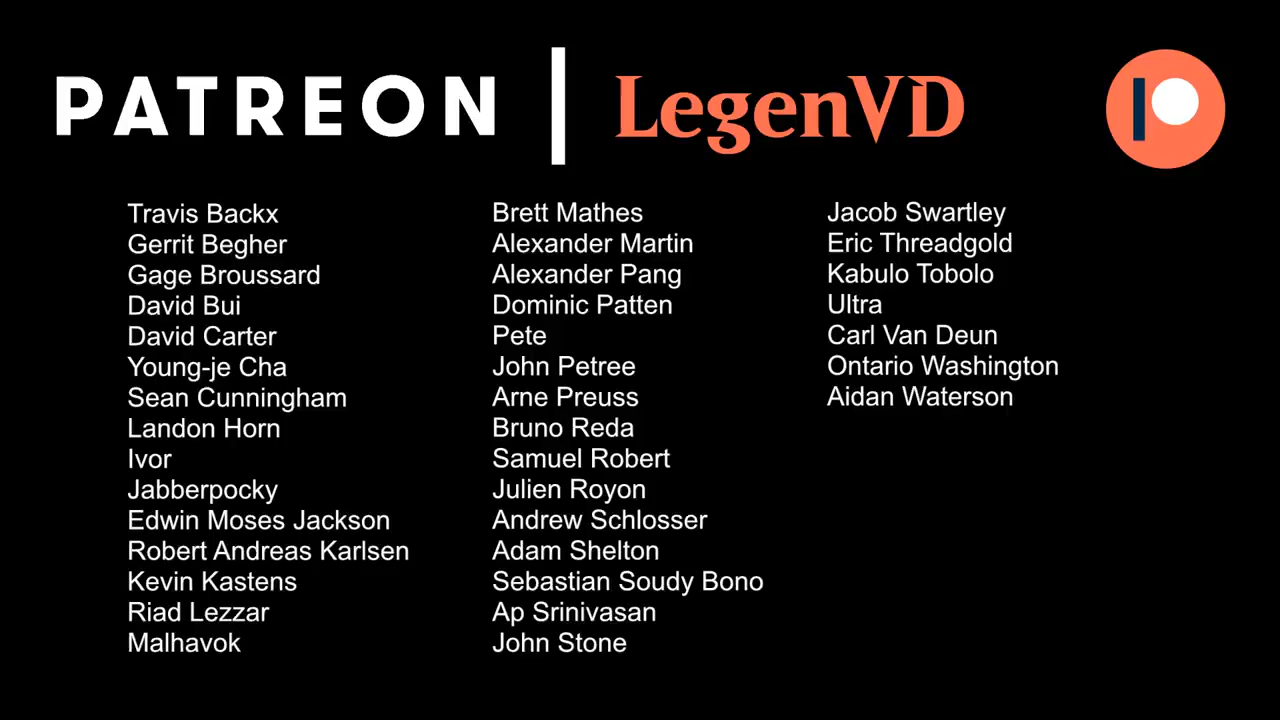 PATREON | LegenVD
Travis Backx
Gerrit Begher
Gage Broussard
David Bui
David Carter
Young-je Cha
Sean Cunningham
Landon Horn
Ivor
Jabberpocky
Edwin Moses Jackson
Robert Andreas Karlsen
Kevin Kastens
Riad Lezzar
Malhavok
Brett Mathes
Alexander Martin
Alexander Pang
Dominic Patten
Pete
John Petree
Arne Preuss
Bruno Reda
Samuel Robert
Julien Royon
Andrew Schlosser
Adam Shelton
Sebastian Soudy Bono
Ap Srinivasan
John Stone
Jacob Swartley
Eric Threadgold
Kabulo Tobolo
Ultra
Carl Van Deun
Ontario Washington
Aidan Waterson